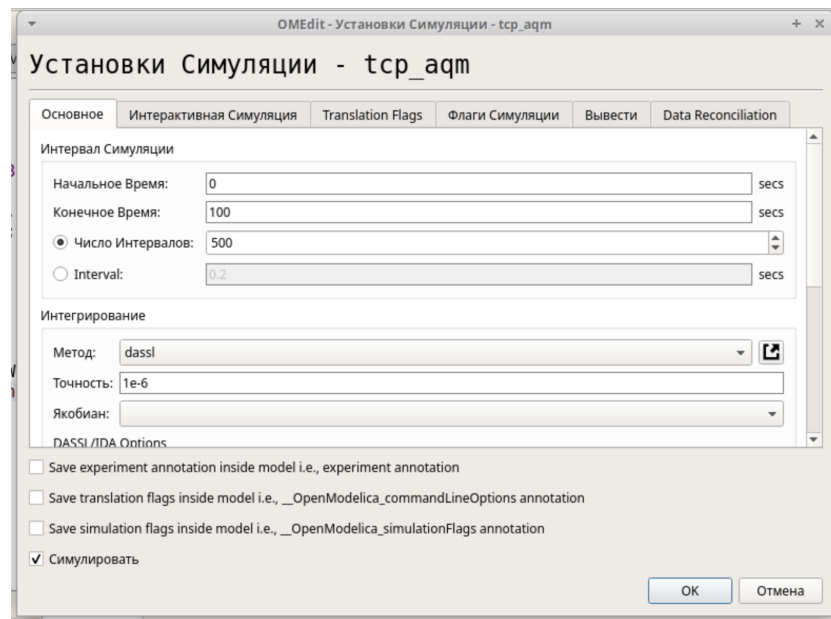 OMEdit - Установки Симуляции - tcp_aqm
Установки Симуляции - tcp_aqm
Основное Интерактивная Симуляция Translation Flags Флаги Симуляции Вывести Data Reconciliation
Интервал Симуляции
Начальное Время: 0 secs
Конечное Время: 100 secs
Число Интервалов: 500
Interval: 0.2 secs
Интегрирование
Метод: dassl
Точность: 1e-6
Якобиан:
DASSL/IDA Options
Save experiment annotation inside model i.e., experiment annotation
Save translation flags inside model i.e., __OpenModelica_commandLineOptions annotation
Save simulation flags inside model i.e., __OpenModelica_simulationFlags annotation
Симулировать
OK Отмена